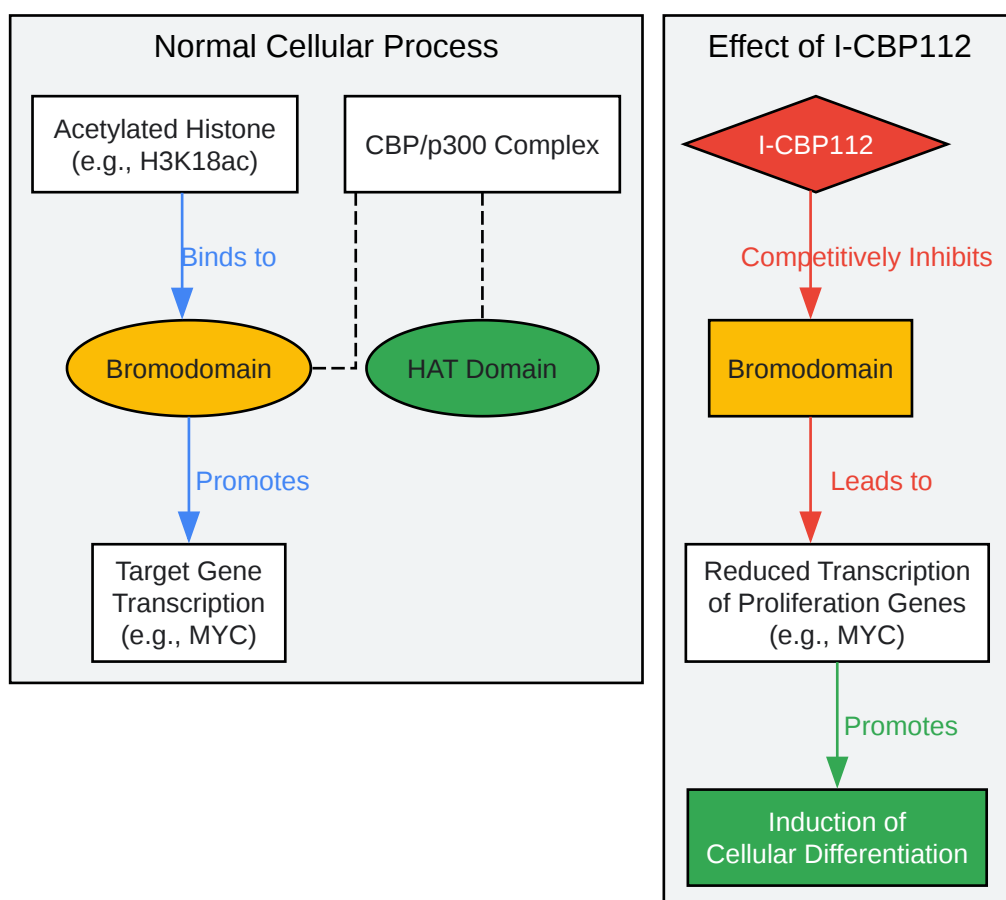 Normal Cellular Process
Acetylated Histone
(e.g., H3K18ac)
CBP/p300 Complex
Binds to
Bromodomain
HAT Domain
Promotes
Target Gene
Transcription
(e.g., MYC)
Effect of I-CBP112
I-CBP112
Competitively Inhibits
Bromodomain
Leads to
Reduced Transcription
of Proliferation Genes
(e.g., MYC)
Promotes
Induction of
Cellular Differentiation